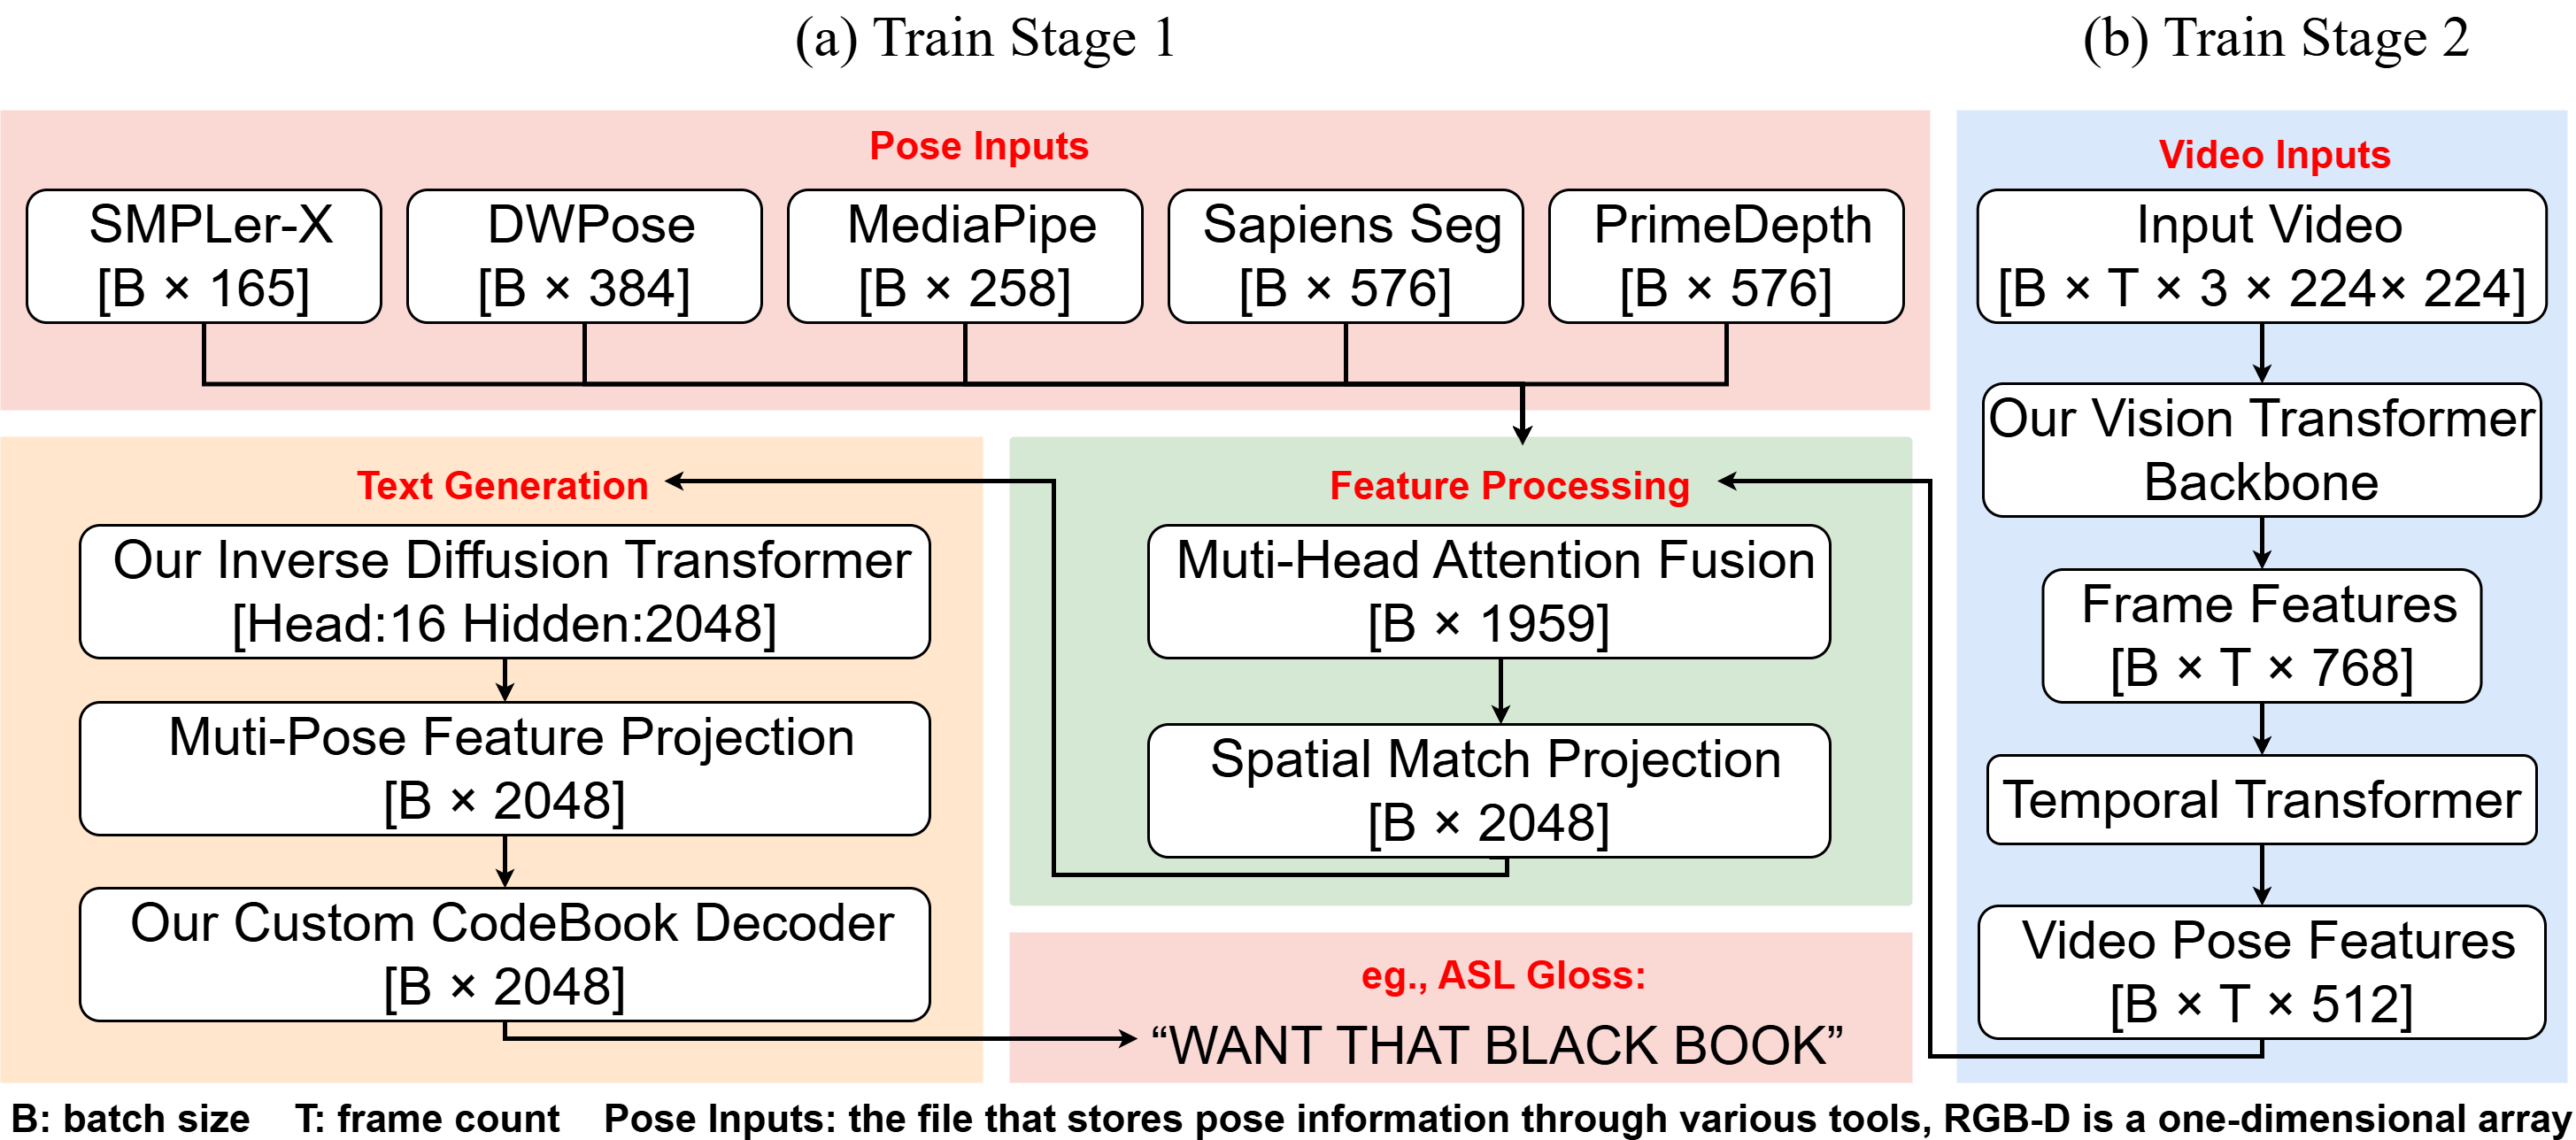 (a) Train Stage 1
(b) Train Stage 2
Pose Inputs
SMPLer-X
[B × 165]
DWPose
[B × 384]
MediaPipe
[B × 258]
Sapiens Seg
[B × 576]
PrimeDepth
[B × 576]
Video Inputs
Input Video
[B × T × 3 × 224× 224]
Our Vision Transformer
Backbone
Frame Features
[B × T × 768]
Temporal Transformer
Video Pose Features
[B × T × 512]
Feature Processing
Muti-Head Attention Fusion
[B × 1959]
Spatial Match Projection
[B × 2048]
Text Generation
Our Inverse Diffusion Transformer
[Head:16 Hidden:2048]
Muti-Pose Feature Projection
[B × 2048]
Our Custom CodeBook Decoder
[B × 2048]
eg., ASL Gloss:
“WANT THAT BLACK BOOK”
B: batch size    T: frame count    Pose Inputs: the file that stores pose information through various tools, RGB-D is a one-dimensional array